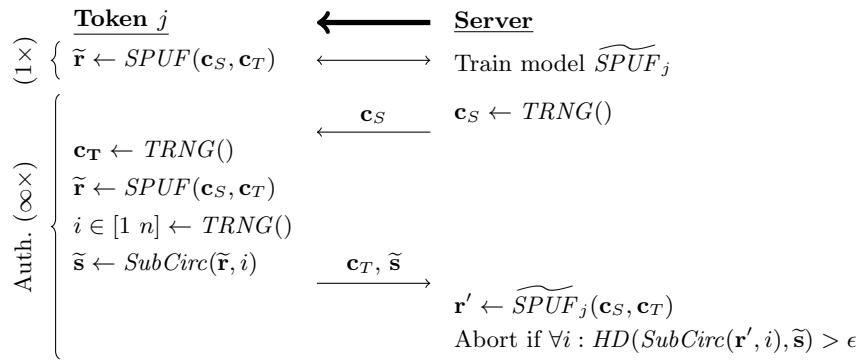 Token j Server
(1×) r̃ ← SPUF(c_S, c_T) Train model S͠PUF_j
c_S c_S ← TRNG()
c_T ← TRNG()
r̃ ← SPUF(c_S, c_T)
Auth. (∞×) i ∈ [1 n] ← TRNG()
s̃ ← SubCirc(r̃, i) c_T, s̃
r′ ← S͠PUF_j(c_S, c_T)
Abort if ∀i : HD(SubCirc(r′, i), s̃) > ϵ